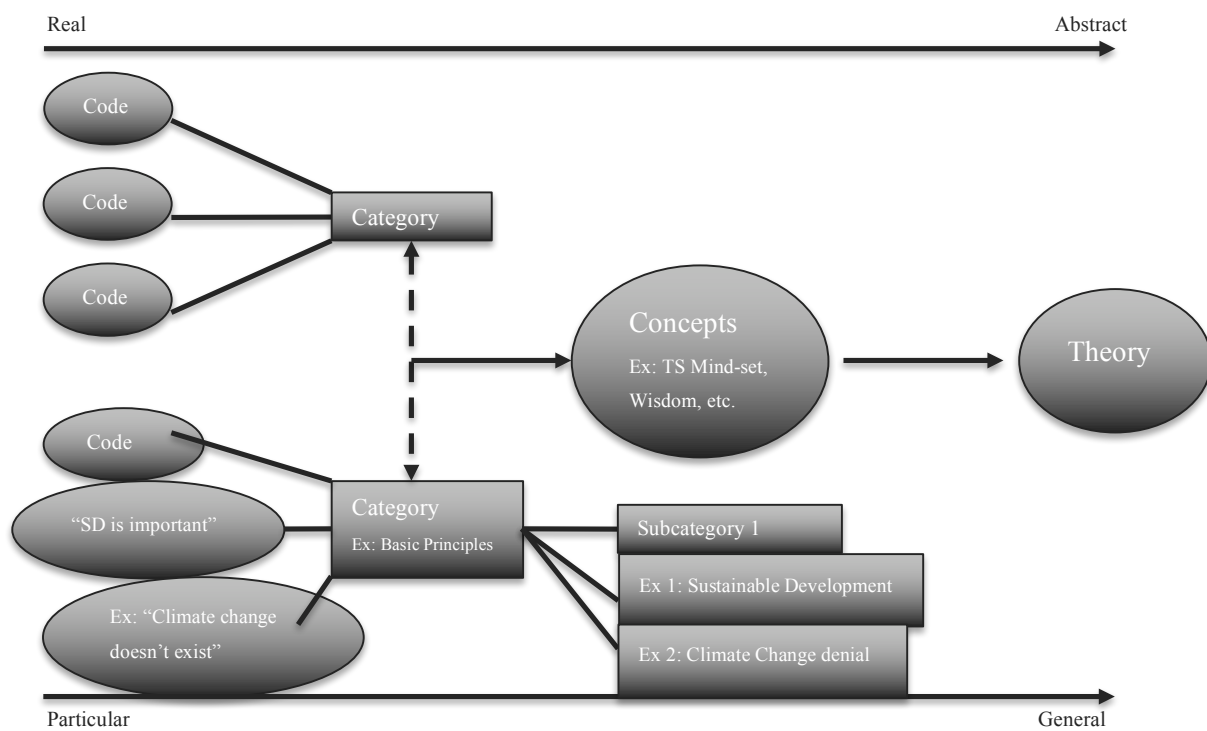 Real
Abstract
Code
Code
Code
Category
Concepts
Ex: TS Mind-set,
Wisdom, etc.
Theory
Code
“SD is important”
Ex: “Climate change
doesn’t exist”
Category
Ex: Basic Principles
Subcategory 1
Ex 1: Sustainable Development
Ex 2: Climate Change denial
Particular
General